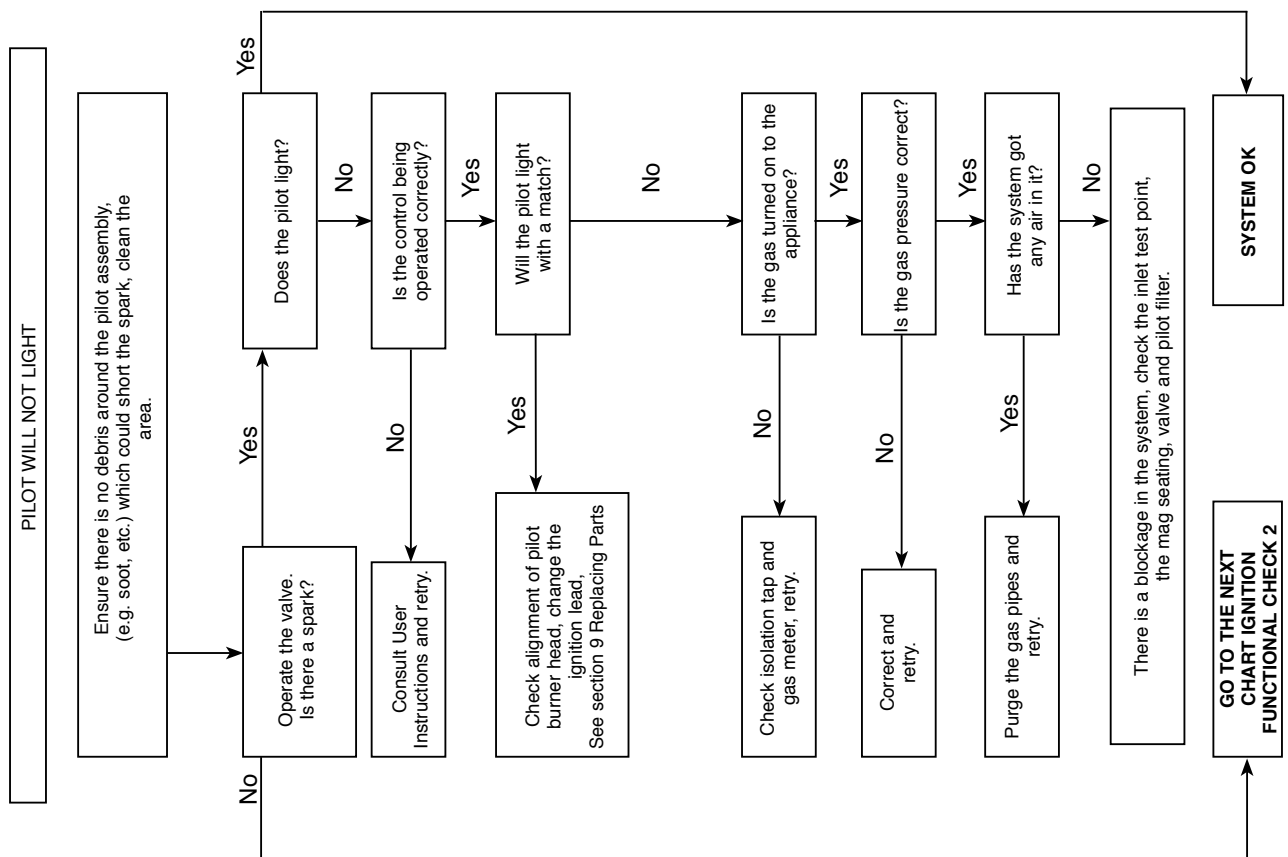 PILOT WILL NOT LIGHT
Ensure there is no debris around the pilot assembly,
(e.g. soot, etc.) which could short the spark, clean the
area.
Operate the valve.
Is there a spark?
No
Yes
Does the pilot light?
Yes
No
Is the control being
operated correctly?
No
Consult User
Instructions and retry.
Yes
Will the pilot light
with a match?
Yes
Check alignment of pilot
burner head, change the
ignition lead,
See section 9 Replacing Parts
No
Is the gas turned on to the
appliance?
No
Check isolation tap and
gas meter, retry.
Yes
Is the gas pressure correct?
No
Correct and
retry.
Yes
Has the system got
any air in it?
Yes
Purge the gas pipes and
retry.
No
There is a blockage in the system, check the inlet test point,
the mag seating, valve and pilot filter.
GO TO THE NEXT
CHART IGNITION
FUNCTIONAL CHECK 2
SYSTEM OK